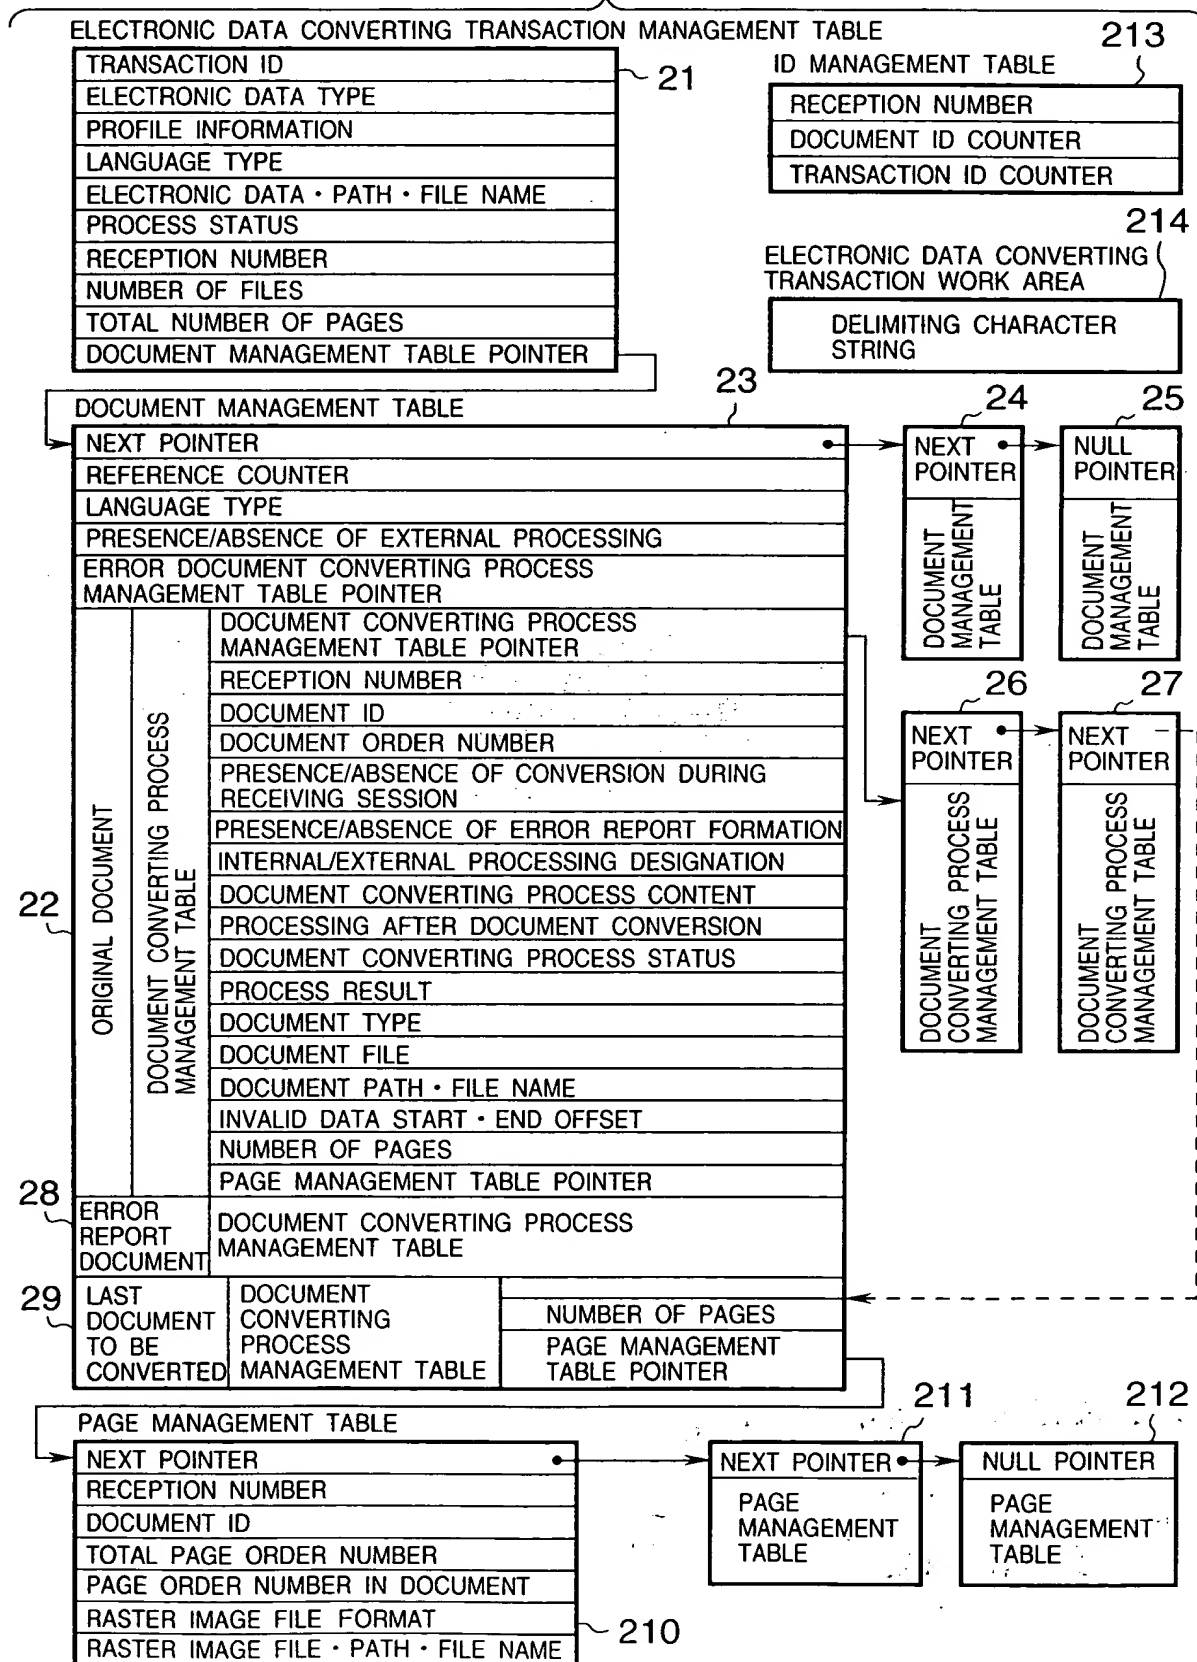 ELECTRONIC DATA CONVERTING TRANSACTION MANAGEMENT TABLE
TRANSACTION ID
ELECTRONIC DATA TYPE
PROFILE INFORMATION
LANGUAGE TYPE
ELECTRONIC DATA・PATH・FILE NAME
PROCESS STATUS
RECEPTION NUMBER
NUMBER OF FILES
TOTAL NUMBER OF PAGES
DOCUMENT MANAGEMENT TABLE POINTER
21
213
ID MANAGEMENT TABLE
RECEPTION NUMBER
DOCUMENT ID COUNTER
TRANSACTION ID COUNTER
214
ELECTRONIC DATA CONVERTING
TRANSACTION WORK AREA
DELIMITING CHARACTER
STRING
DOCUMENT MANAGEMENT TABLE
23
NEXT POINTER
REFERENCE COUNTER
LANGUAGE TYPE
PRESENCE/ABSENCE OF EXTERNAL PROCESSING
ERROR DOCUMENT CONVERTING PROCESS
MANAGEMENT TABLE POINTER
24
NEXT
POINTER
DOCUMENT
MANAGEMENT
TABLE
25
NULL
POINTER
DOCUMENT
MANAGEMENT
TABLE
22
ORIGINAL DOCUMENT
DOCUMENT CONVERTING PROCESS
MANAGEMENT TABLE
DOCUMENT CONVERTING PROCESS
MANAGEMENT TABLE POINTER
RECEPTION NUMBER
DOCUMENT ID
DOCUMENT ORDER NUMBER
PRESENCE/ABSENCE OF CONVERSION DURING
RECEIVING SESSION
PRESENCE/ABSENCE OF ERROR REPORT FORMATION
INTERNAL/EXTERNAL PROCESSING DESIGNATION
DOCUMENT CONVERTING PROCESS CONTENT
PROCESSING AFTER DOCUMENT CONVERSION
DOCUMENT CONVERTING PROCESS STATUS
PROCESS RESULT
DOCUMENT TYPE
DOCUMENT FILE
DOCUMENT PATH・FILE NAME
INVALID DATA START・END OFFSET
NUMBER OF PAGES
PAGE MANAGEMENT TABLE POINTER
26
NEXT
POINTER
DOCUMENT
CONVERTING PROCESS
MANAGEMENT TABLE
27
NEXT
POINTER
DOCUMENT
CONVERTING PROCESS
MANAGEMENT TABLE
28
ERROR
REPORT
DOCUMENT
DOCUMENT CONVERTING PROCESS
MANAGEMENT TABLE
29
LAST
DOCUMENT
TO BE
CONVERTED
DOCUMENT
CONVERTING
PROCESS
MANAGEMENT TABLE
NUMBER OF PAGES
PAGE MANAGEMENT
TABLE POINTER
PAGE MANAGEMENT TABLE
NEXT POINTER
RECEPTION NUMBER
DOCUMENT ID
TOTAL PAGE ORDER NUMBER
PAGE ORDER NUMBER IN DOCUMENT
RASTER IMAGE FILE FORMAT
RASTER IMAGE FILE・PATH・FILE NAME
210
211
NEXT POINTER
PAGE
MANAGEMENT
TABLE
212
NULL POINTER
PAGE
MANAGEMENT
TABLE